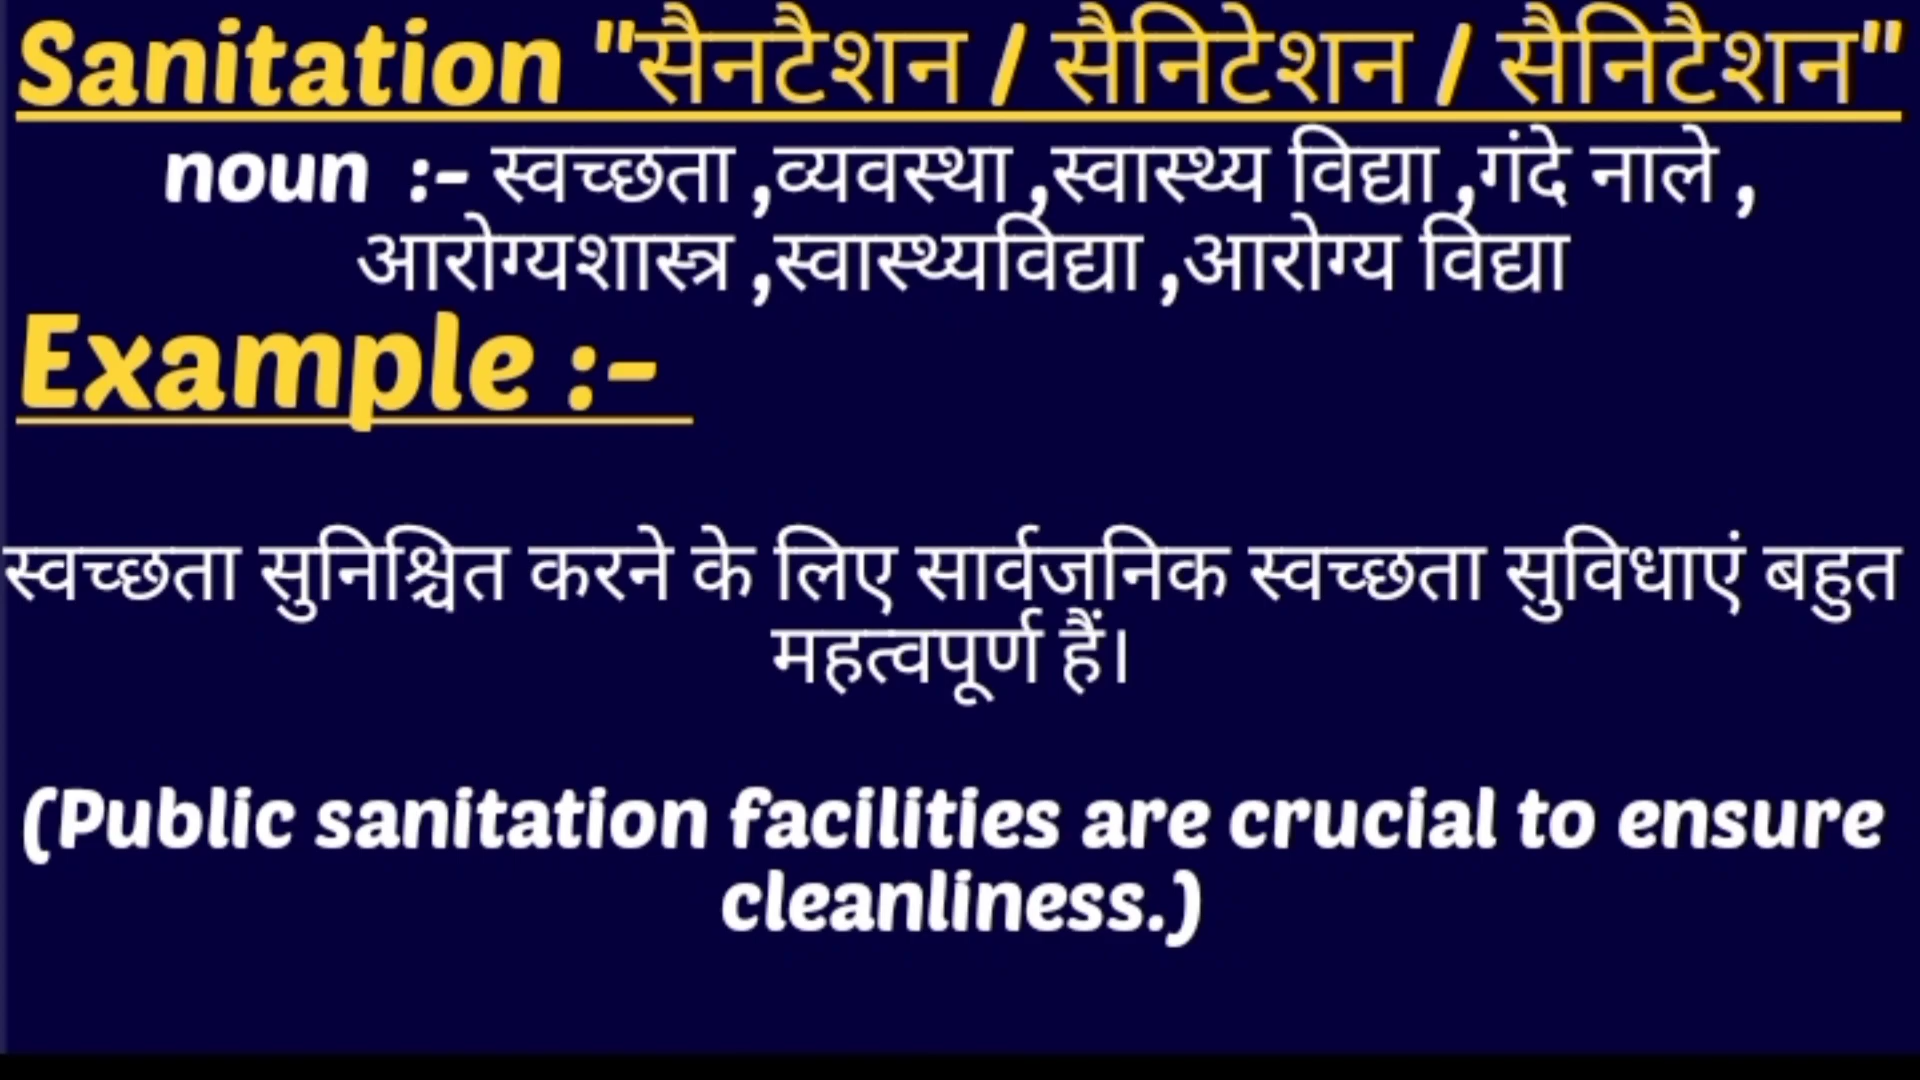 Sanitation "सैनटैशन / सैनिटेशन / सैनिटैशन"
noun :- स्वच्छता ,व्यवस्था ,स्वास्थ्य विद्या ,गंदे नाले ,
आरोग्यशास्त्र ,स्वास्थ्यविद्या ,आरोग्य विद्या
Example :-
स्वच्छता सुनिश्चित करने के लिए सार्वजनिक स्वच्छता सुविधाएं बहुत
महत्वपूर्ण हैं।
(Public sanitation facilities are crucial to ensure
cleanliness.)